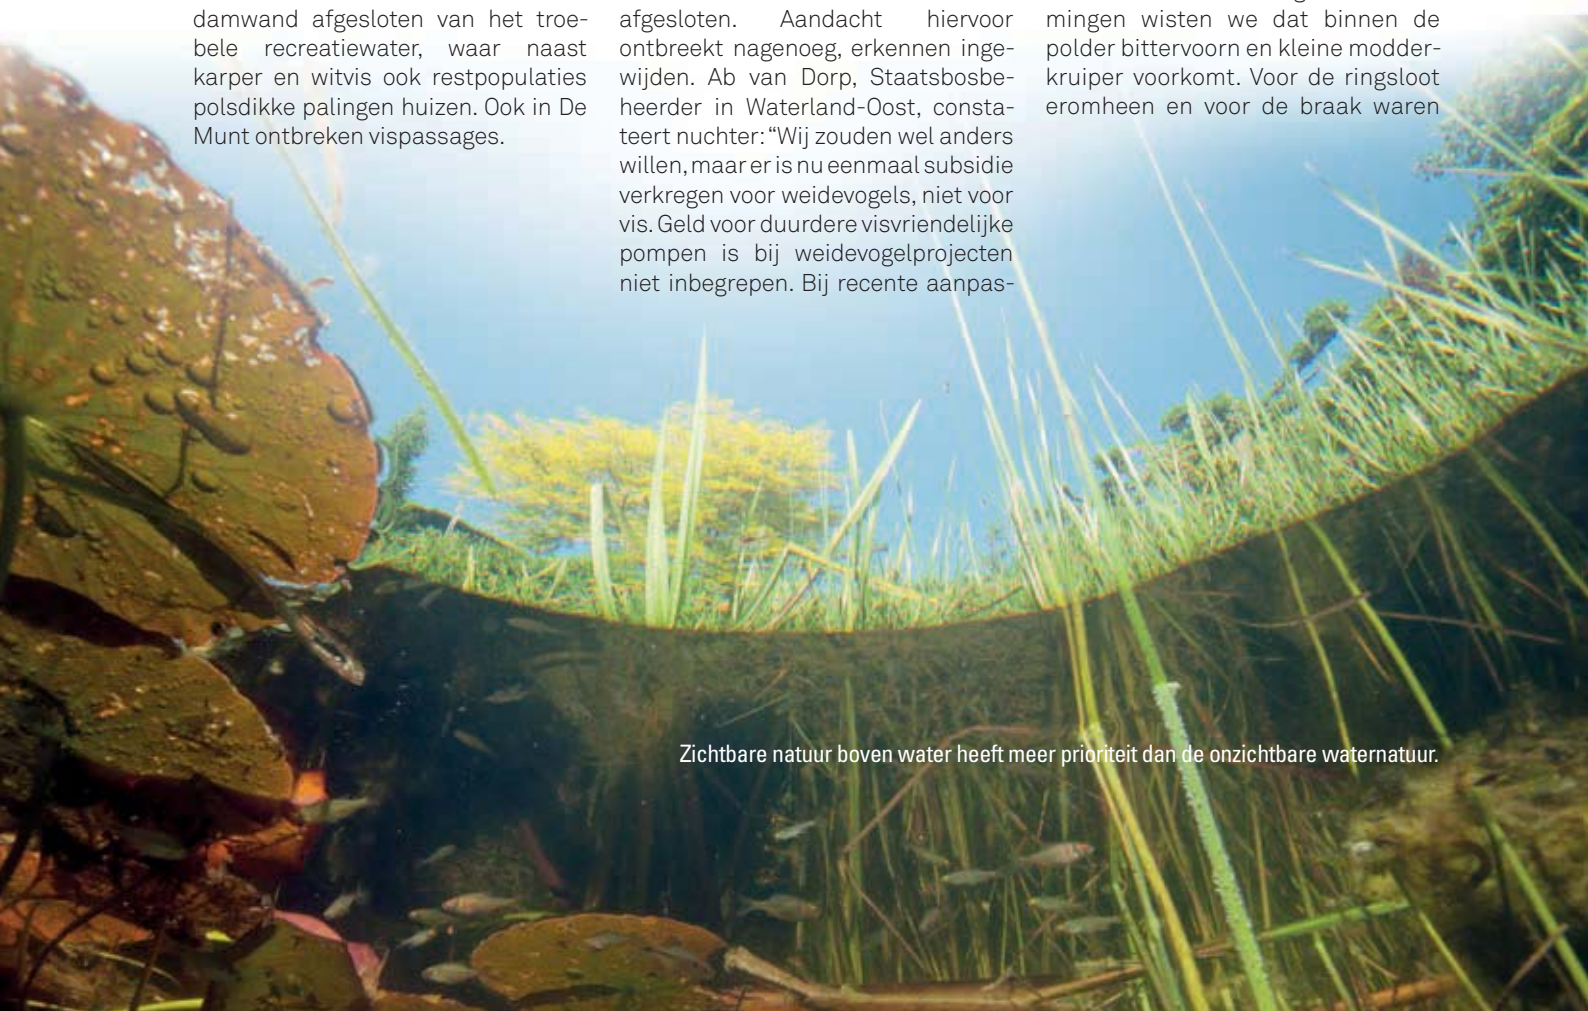 damwand afgesloten van het troe-
bele recreatiewater, waar naast
karper en witvis ook restpopulaties
polsdikke palingen huizen. Ook in De
Munt ontbreken vispassages.
afgesloten. Aandacht hiervoor
ontbreekt nagenoeg, erkennen inge-
wijden. Ab van Dorp, Staatsbosbe-
heerder in Waterland-Oost, consta-
teert nuchter: “Wij zouden wel anders
willen, maar er is nu eenmaal subsidie
verkregen voor weidevogels, niet voor
vis. Geld voor duurdere visvriendelijke
pompen is bij weidevogelprojecten
niet inbegrepen. Bij recente aanpas-
mingen wisten we dat binnen de
polder bittervoorn en kleine modder-
kruiper voorkomt. Voor de ringsloot
eromheen en voor de braak waren
Zichtbare natuur boven water heeft meer prioriteit dan de onzichtbare waternatuur.